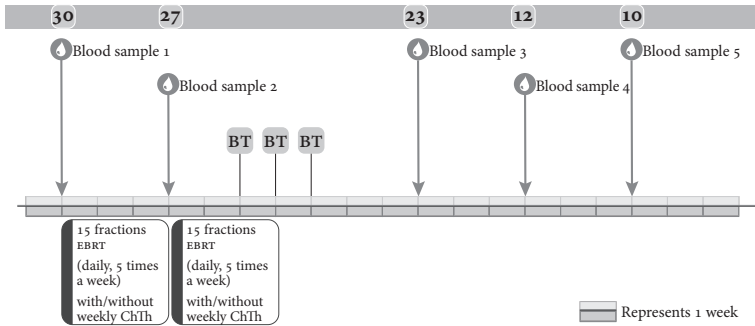 30 27 23 12 10
Blood sample 1
Blood sample 3
Blood sample 5
Blood sample 2
Blood sample 4
BT BT BT
15 fractions
EBRT
(daily, 5 times
a week)
with/without
weekly ChTh
15 fractions
EBRT
(daily, 5 times
a week)
with/without
weekly ChTh
Represents 1 week